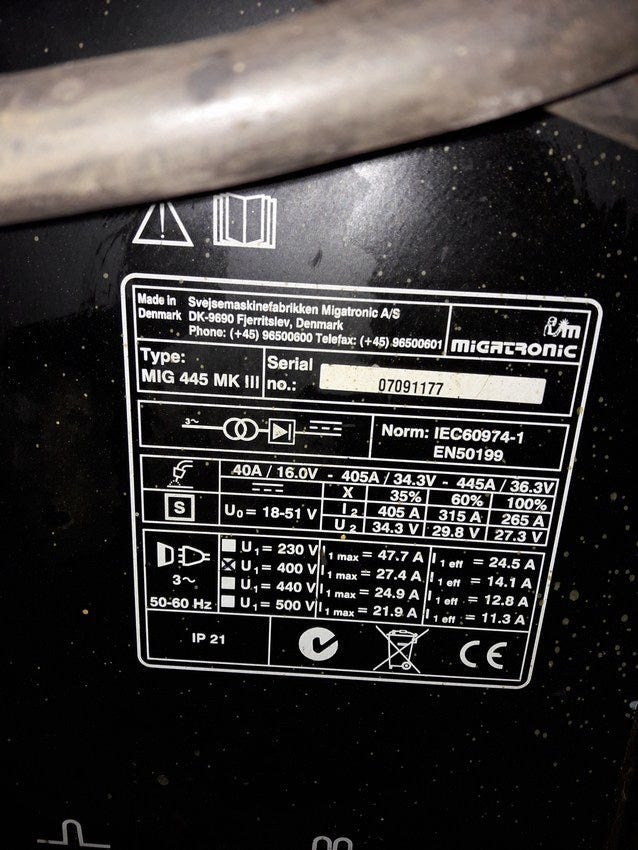 Made in
Denmark
Svejsemaskinefabrikken Migatronic A/S
DK-9690 Fjerritslev, Denmark
Phone: (+45) 96500600 Telefax: (+45) 96500601
MIGATRONIC
Type:
MIG 445 MK III
Serial
no.: 07091177
3~
Norm: IEC60974-1
EN50199
40A / 16.0V - 405A / 34.3V - 445A / 36.3V
X 35% 60% 100%
S
U0 = 18-51 V
I2 405 A 315 A 265 A
U2 34.3 V 29.8 V 27.3 V
3~
50-60 Hz
U1 = 230 V I1 max = 47.7 A I1 eff = 24.5 A
U1 = 400 V I1 max = 27.4 A I1 eff = 14.1 A
U1 = 440 V I1 max = 24.9 A I1 eff = 12.8 A
U1 = 500 V I1 max = 21.9 A I1 eff = 11.3 A
IP 21
CE